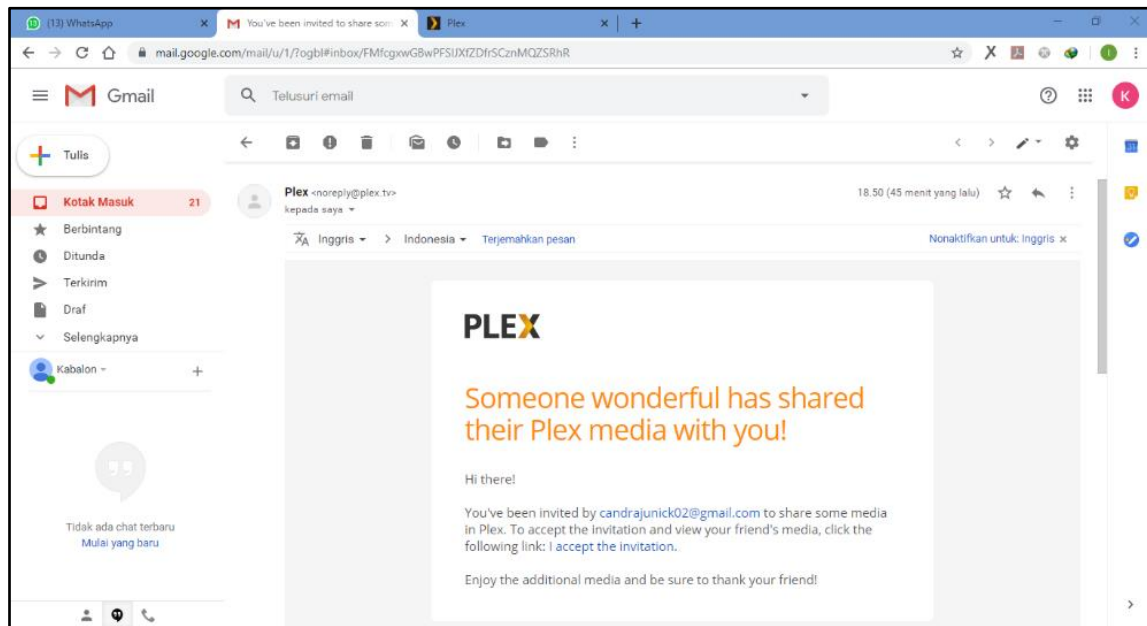 (13) WhatsApp
You've been invited to share som
Plex
mail.google.com/mail/u/1/?ogbl#inbox/FMfcgxwGBwPFSlJXfZDfrSCznMQZSRhR
Gmail
Telusuri email
K
Tulis
Kotak Masuk 21
Berbintang
Ditunda
Terkirim
Draf
Selengkapnya
Kabalon
Tidak ada chat terbaru
Mulai yang baru
Plex <noreply@plex.tv>
18.50 (45 menit yang lalu)
kepada saya
Inggris > Indonesia Terjemahkan pesan
Nonaktifkan untuk: Inggris x
PLEX
Someone wonderful has shared
their Plex media with you!
Hi there!
You've been invited by candrajunick02@gmail.com to share some media
in Plex. To accept the invitation and view your friend's media, click the
following link: I accept the invitation.
Enjoy the additional media and be sure to thank your friend!